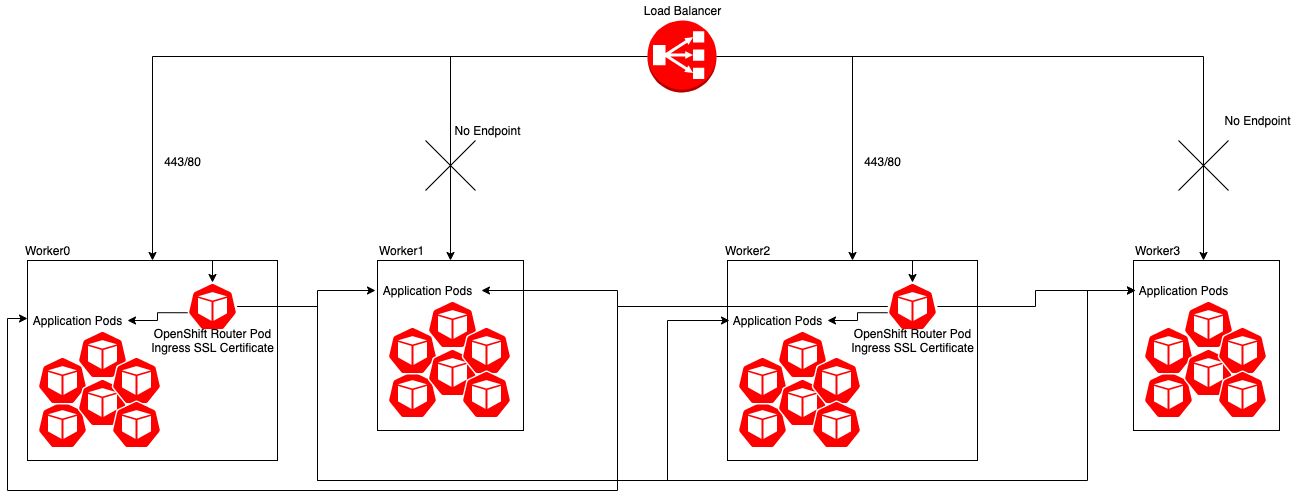 Load Balancer
No Endpoint
No Endpoint
443/80
443/80
Worker0
Worker1
Worker2
Worker3
Application Pods
OpenShift Router Pod
Ingress SSL Certificate
Application Pods
Application Pods
OpenShift Router Pod
Ingress SSL Certificate
Application Pods